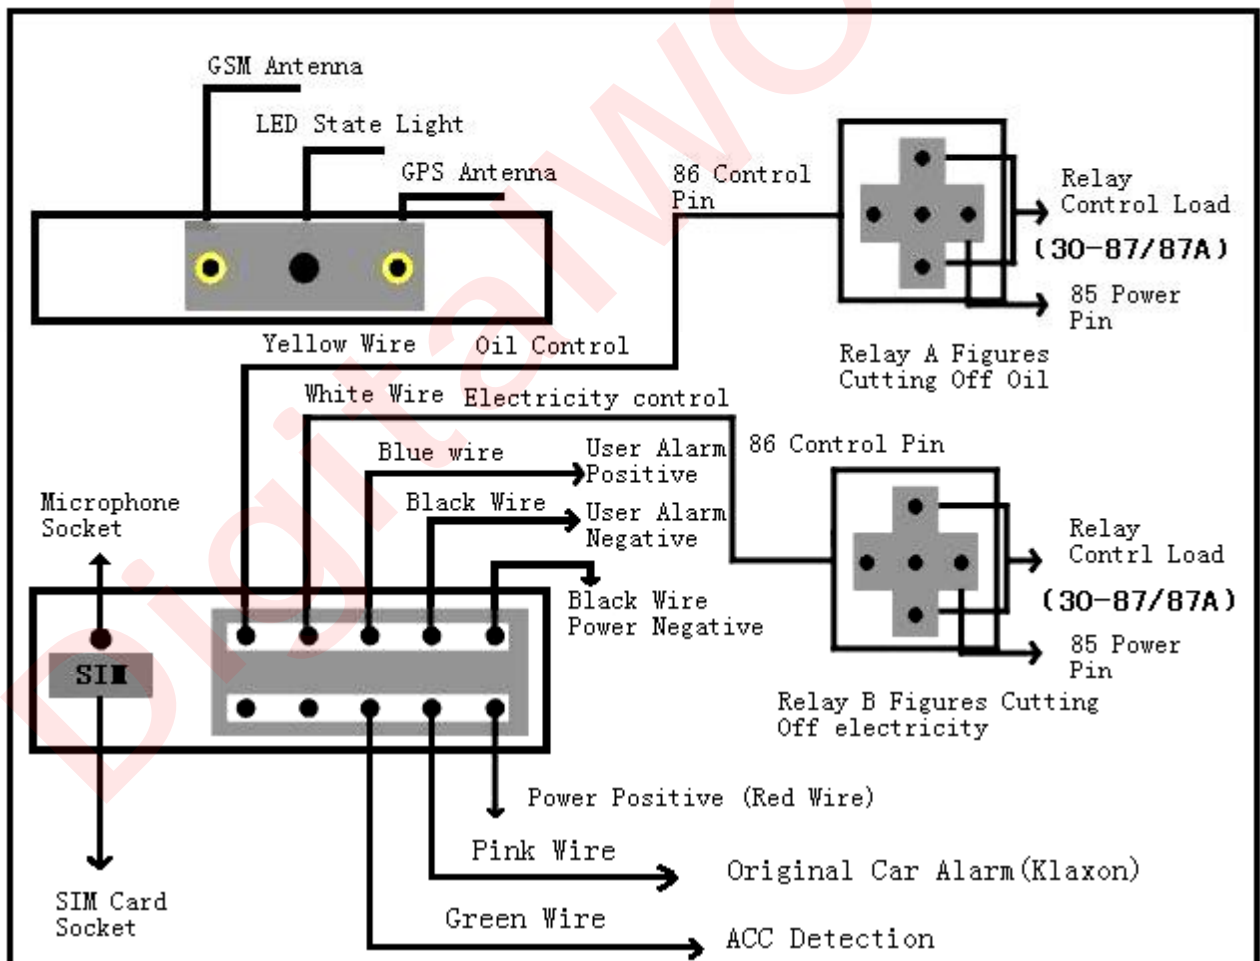 GSM Antenna
LED State Light
GPS Antenna
86 Control
Pin
Relay
Control Load
(30-87/87A)
85 Power
Pin
Relay A Figures
Cutting Off Oil
Yellow Wire
Oil Control
White Wire
Electricity control
Blue wire
User Alarm
Positive
86 Control Pin
Black Wire
User Alarm
Negative
Microphone
Socket
Black Wire
Power Negative
Relay
Contrl Load
(30-87/87A)
85 Power
Pin
Relay B Figures Cutting
Off electricity
SIM
Power Positive (Red Wire)
Pink Wire
Original Car Alarm(Klaxon)
SIM Card
Socket
Green Wire
ACC Detection
DigitalWo